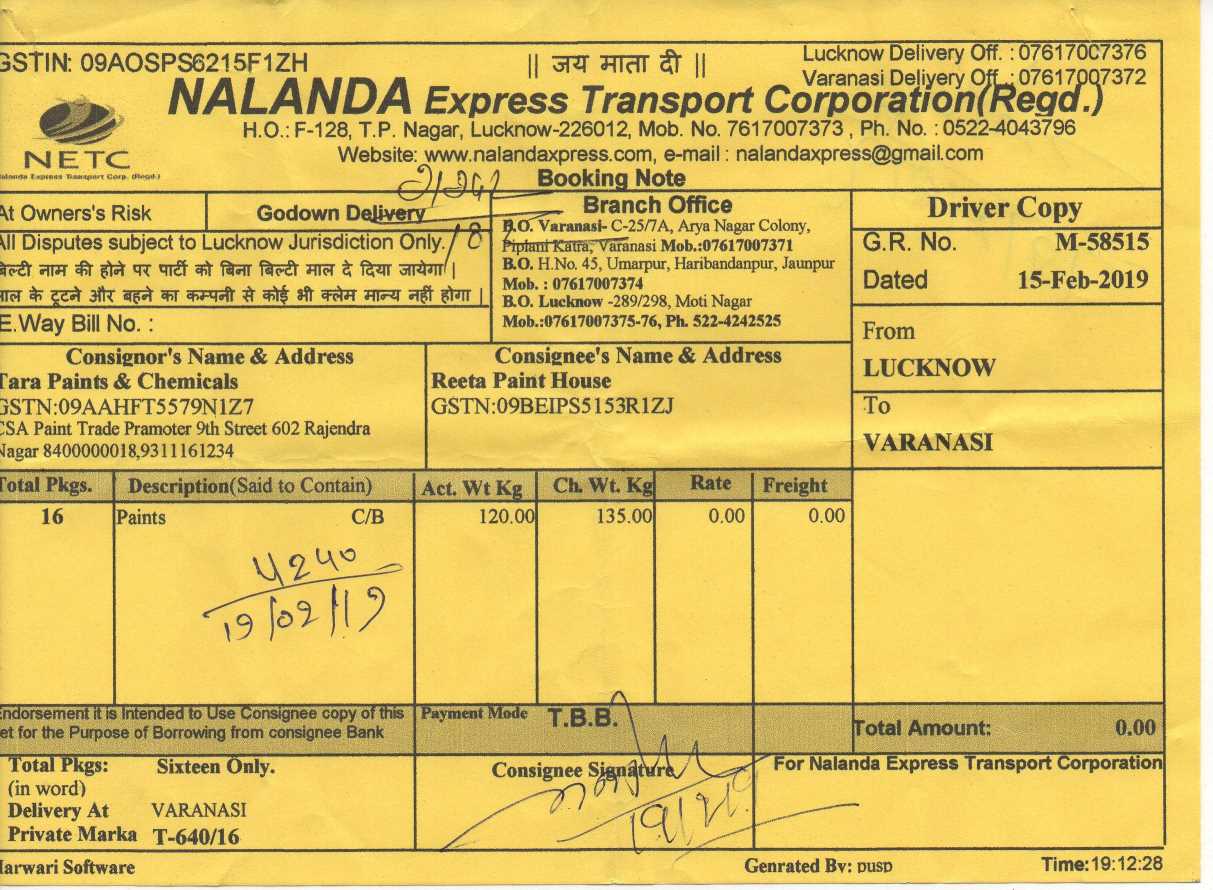 GSTIN: 09AOSPS6215F1ZH
|| जय माता दी ||
Lucknow Delivery Off. : 07617007376
Varanasi Deliyery Off. : 07617007372
NALANDA Express Transport Corporation(Regd.)
H.O.: F-128, T.P. Nagar, Lucknow-226012, Mob. No. 7617007373 , Ph. No. : 0522-4043796
NETC
Website: www.nalandaxpress.com, e-mail : nalandaxpress@gmail.com
Nalanda Express Transport Corp. (Regd.)
Booking Note
At Owners's Risk
Godown Delivery
All Disputes subject to Lucknow Jurisdiction Only.
बिल्टी नाम की होने पर पार्टी को बिना बिल्टी माल दे दिया जायेगा |
माल के टूटने और बहने का कम्पनी से कोई भी क्लेम मान्य नहीं होगा |
E.Way Bill No. :
Branch Office
B.O. Varanasi- C-25/7A, Arya Nagar Colony,
Piplani Katra, Varanasi Mob.:07617007371
B.O. H.No. 45, Umarpur, Haribandanpur, Jaunpur
Mob. : 07617007374
B.O. Lucknow -289/298, Moti Nagar
Mob.:07617007375-76, Ph. 522-4242525
Driver Copy
G.R. No. M-58515
Dated 15-Feb-2019
From
LUCKNOW
To
VARANASI
Consignor's Name & Address
Tara Paints & Chemicals
GSTN:09AAHFT5579N1Z7
CSA Paint Trade Pramoter 9th Street 602 Rajendra
Nagar 8400000018,9311161234
Consignee's Name & Address
Reeta Paint House
GSTN:09BEIPS5153R1ZJ
Total Pkgs. Description(Said to Contain) Act. Wt Kg Ch. Wt. Kg Rate Freight
16 Paints C/B 120.00 135.00 0.00 0.00
4240
19/02/19
Endorsement it is Intended to Use Consignee copy of this
set for the Purpose of Borrowing from consignee Bank
Payment Mode T.B.B.
Total Amount: 0.00
Total Pkgs: Sixteen Only.
(in word)
Delivery At VARANASI
Private Marka T-640/16
Consignee Signature
19/2/19
For Nalanda Express Transport Corporation
Marwari Software
Genrated By: pusp
Time:19:12:28